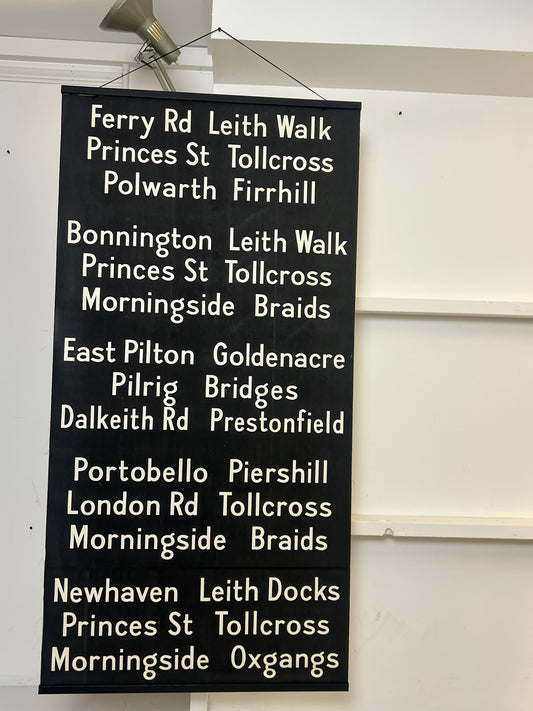 Ferry Rd Leith Walk
Princes St Tollcross
Polwarth Firrhill
Bonnington Leith Walk
Princes St Tollcross
Morningside Braids
East Pilton Goldenacre
Pilrig Bridges
Dalkeith Rd Prestonfield
Portobello Piershill
London Rd Tollcross
Morningside Braids
Newhaven Leith Docks
Princes St Tollcross
Morningside Oxgangs